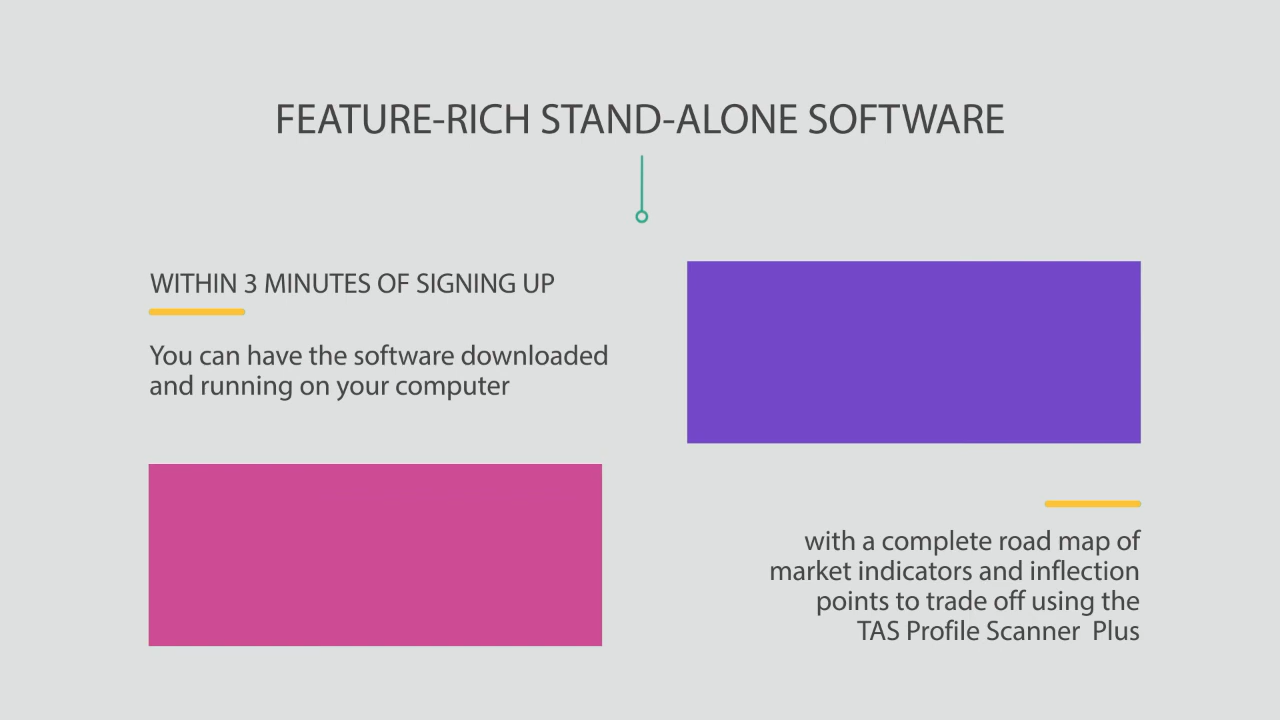 FEATURE-RICH STAND-ALONE SOFTWARE
WITHIN 3 MINUTES OF SIGNING UP
You can have the software downloaded
and running on your computer
with a complete road map of
market indicators and inflection
points to trade off using the
TAS Profile Scanner  Plus